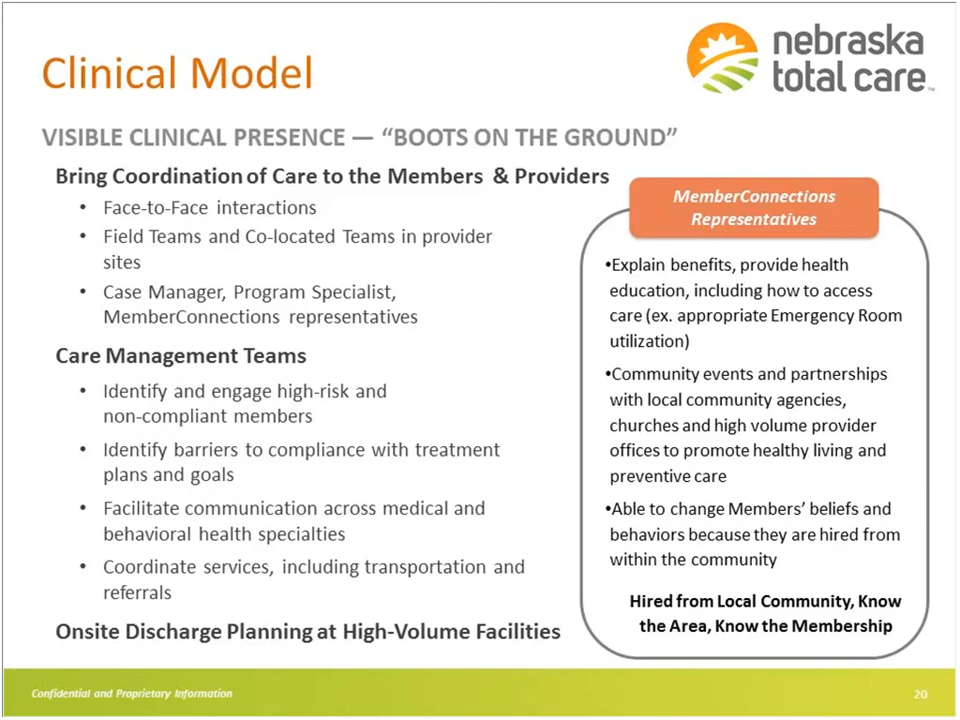 Clinical Model
nebraska
total care™
VISIBLE CLINICAL PRESENCE — “BOOTS ON THE GROUND”
Bring Coordination of Care to the Members & Providers
• Face-to-Face interactions
• Field Teams and Co-located Teams in provider
sites
• Case Manager, Program Specialist,
MemberConnections representatives
Care Management Teams
• Identify and engage high-risk and
non-compliant members
• Identify barriers to compliance with treatment
plans and goals
• Facilitate communication across medical and
behavioral health specialties
• Coordinate services, including transportation and
referrals
Onsite Discharge Planning at High-Volume Facilities
MemberConnections
Representatives
•Explain benefits, provide health
education, including how to access
care (ex. appropriate Emergency Room
utilization)
•Community events and partnerships
with local community agencies,
churches and high volume provider
offices to promote healthy living and
preventive care
•Able to change Members’ beliefs and
behaviors because they are hired from
within the community
Hired from Local Community, Know
the Area, Know the Membership
Confidential and Proprietary Information
20